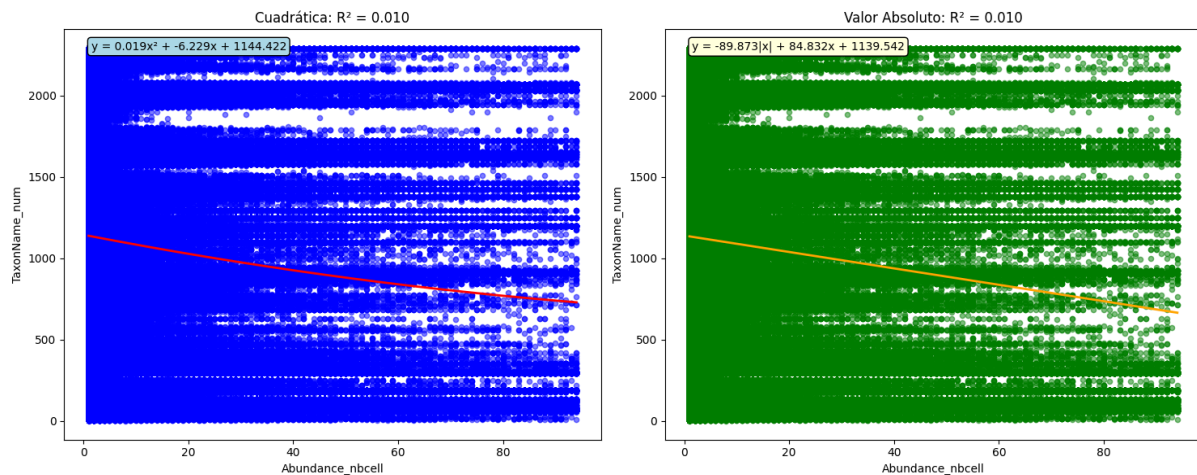 Cuadrática: R² = 0.010
y = 0.019x² + -6.229x + 1144.422
TaxonName_num
2000
1500
1000
500
0
0 20 40 60 80
Abundance_nbcell
Valor Absoluto: R² = 0.010
y = -89.873|x| + 84.832x + 1139.542
TaxonName_num
2000
1500
1000
500
0
0 20 40 60 80
Abundance_nbcell